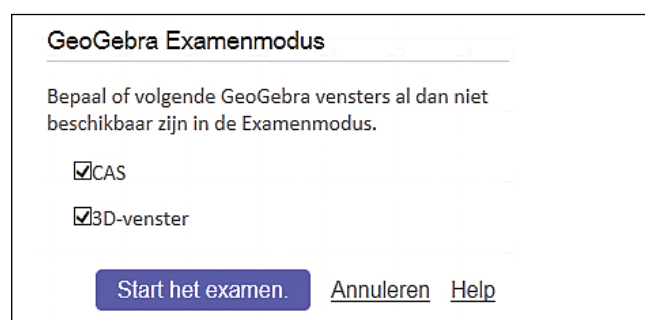 GeoGebra Examenmodus
Bepaal of volgende GeoGebra vensters al dan niet
beschikbaar zijn in de Examenmodus.
CAS
3D-venster
Start het examen. Annuleren Help